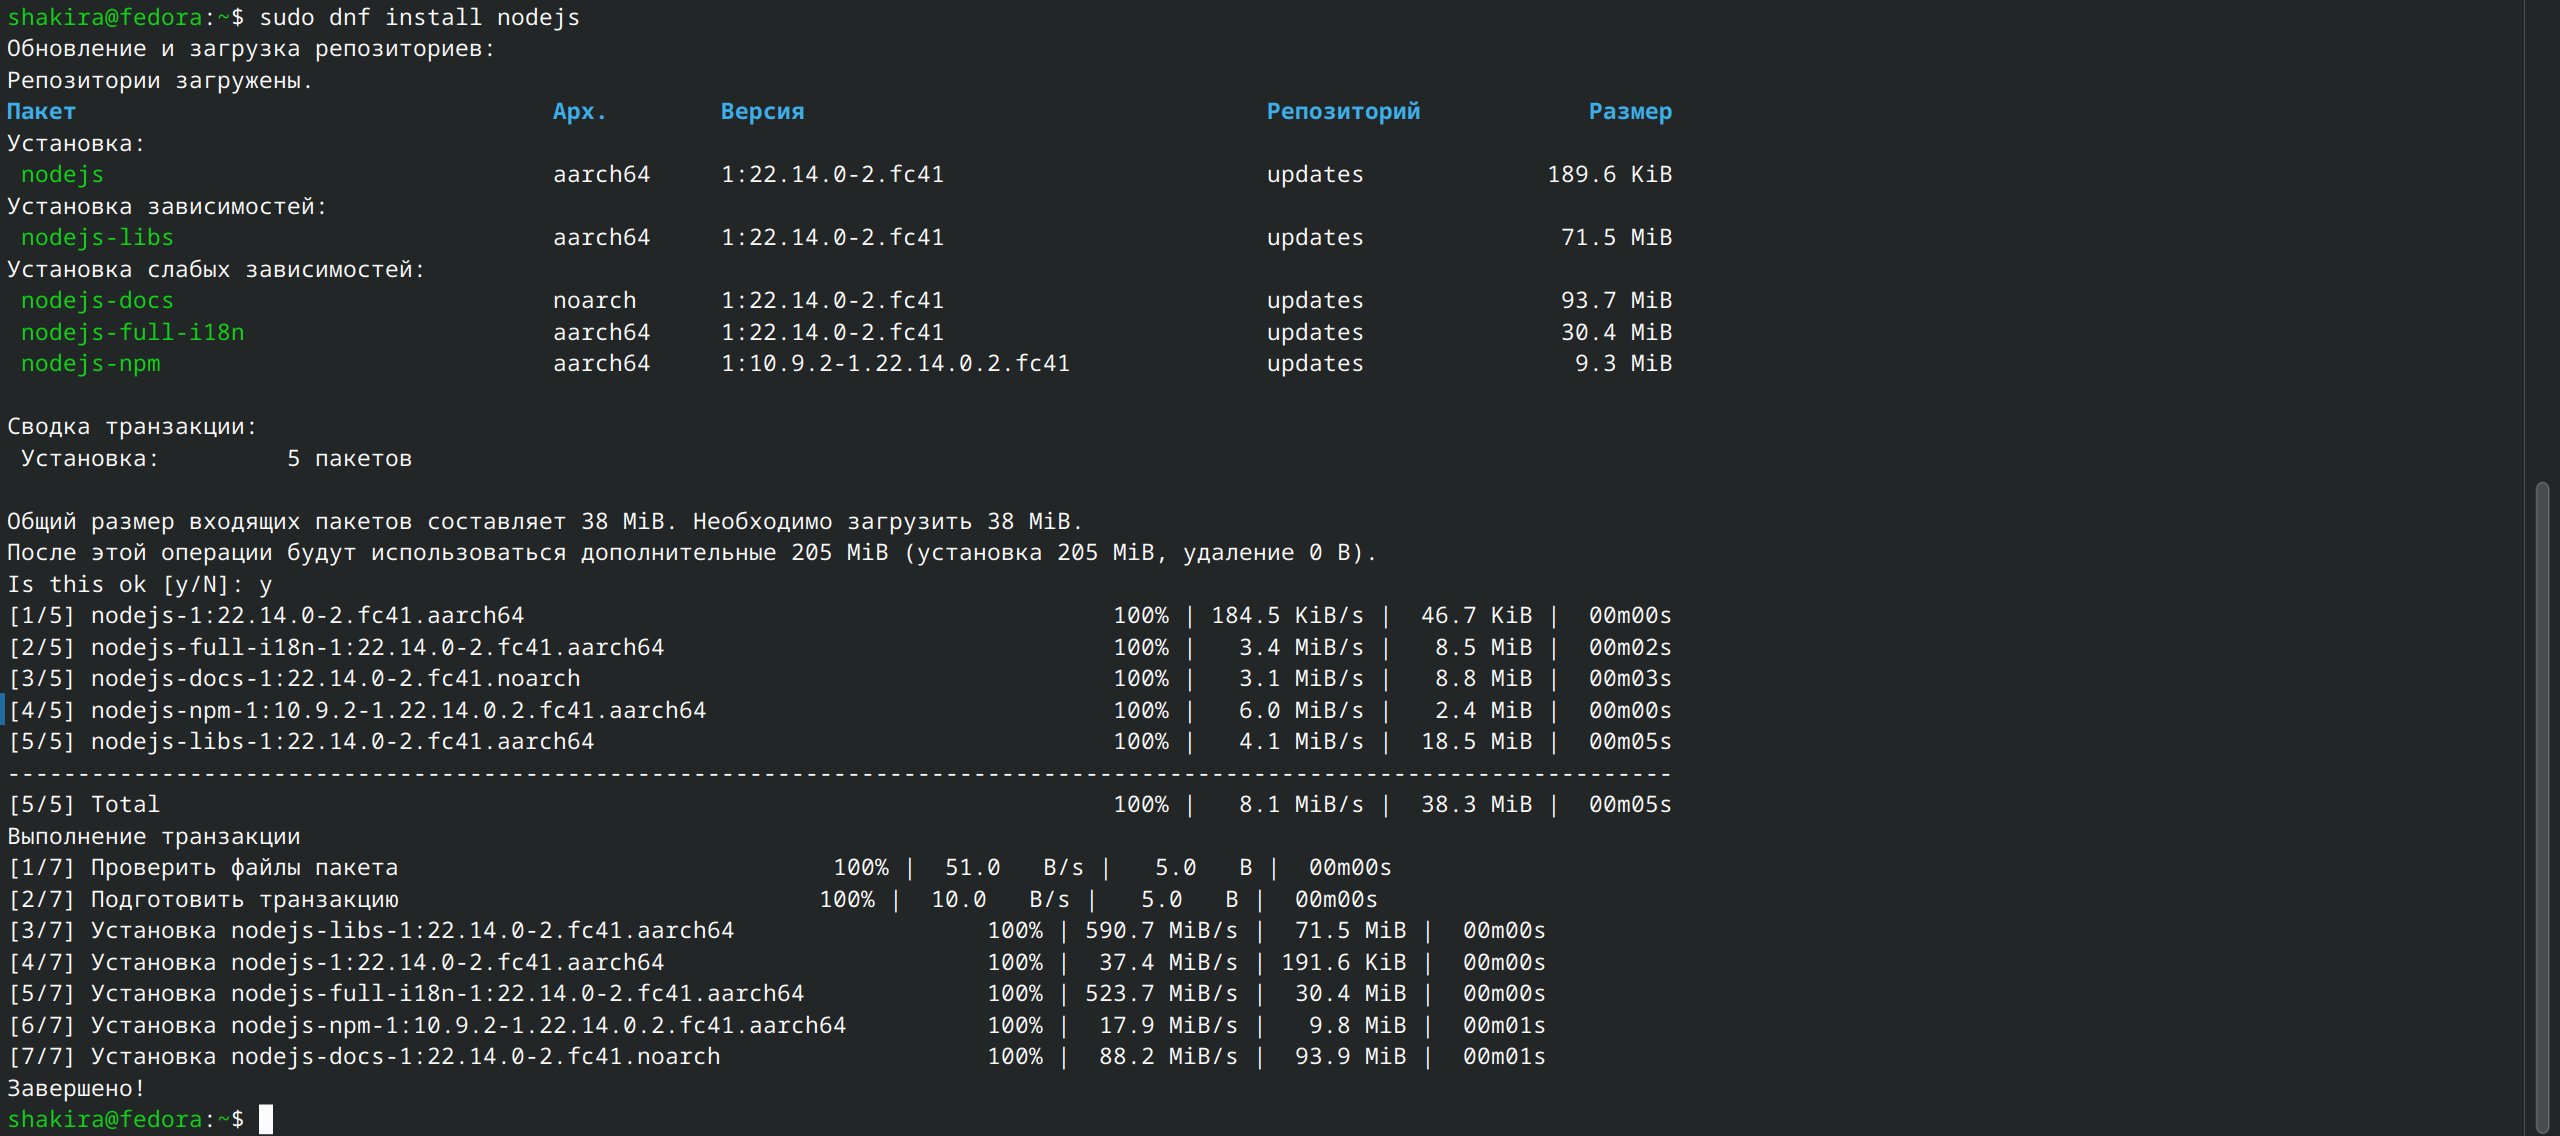 shakira@fedora:~$ sudo dnf install nodejs
Обновление и загрузка репозиториев:
Репозитории загружены.
Пакет Арх. Версия Репозиторий Размер
Установка:
nodejs aarch64 1:22.14.0-2.fc41 updates 189.6 KiB
Установка зависимостей:
nodejs-libs aarch64 1:22.14.0-2.fc41 updates 71.5 MiB
Установка слабых зависимостей:
nodejs-docs noarch 1:22.14.0-2.fc41 updates 93.7 MiB
nodejs-full-i18n aarch64 1:22.14.0-2.fc41 updates 30.4 MiB
nodejs-npm aarch64 1:10.9.2-1.22.14.0.2.fc41 updates 9.3 MiB
Сводка транзакции:
Установка: 5 пакетов
Общий размер входящих пакетов составляет 38 MiB. Необходимо загрузить 38 MiB.
После этой операции будут использоваться дополнительные 205 MiB (установка 205 MiB, удаление 0 B).
Is this ok [y/N]: y
[1/5] nodejs-1:22.14.0-2.fc41.aarch64 100% | 184.5 KiB/s | 46.7 KiB | 00m00s
[2/5] nodejs-full-i18n-1:22.14.0-2.fc41.aarch64 100% | 3.4 MiB/s | 8.5 MiB | 00m02s
[3/5] nodejs-docs-1:22.14.0-2.fc41.noarch 100% | 3.1 MiB/s | 8.8 MiB | 00m03s
[4/5] nodejs-npm-1:10.9.2-1.22.14.0.2.fc41.aarch64 100% | 6.0 MiB/s | 2.4 MiB | 00m00s
[5/5] nodejs-libs-1:22.14.0-2.fc41.aarch64 100% | 4.1 MiB/s | 18.5 MiB | 00m05s
-----------------------------------------------------------------------------------------------------------------------
[5/5] Total 100% | 8.1 MiB/s | 38.3 MiB | 00m05s
Выполнение транзакции
[1/7] Проверить файлы пакета 100% | 51.0 B/s | 5.0 B | 00m00s
[2/7] Подготовить транзакцию 100% | 10.0 B/s | 5.0 B | 00m00s
[3/7] Установка nodejs-libs-1:22.14.0-2.fc41.aarch64 100% | 590.7 MiB/s | 71.5 MiB | 00m00s
[4/7] Установка nodejs-1:22.14.0-2.fc41.aarch64 100% | 37.4 MiB/s | 191.6 KiB | 00m00s
[5/7] Установка nodejs-full-i18n-1:22.14.0-2.fc41.aarch64 100% | 523.7 MiB/s | 30.4 MiB | 00m00s
[6/7] Установка nodejs-npm-1:10.9.2-1.22.14.0.2.fc41.aarch64 100% | 17.9 MiB/s | 9.8 MiB | 00m01s
[7/7] Установка nodejs-docs-1:22.14.0-2.fc41.noarch 100% | 88.2 MiB/s | 93.9 MiB | 00m01s
Завершено!
shakira@fedora:~$